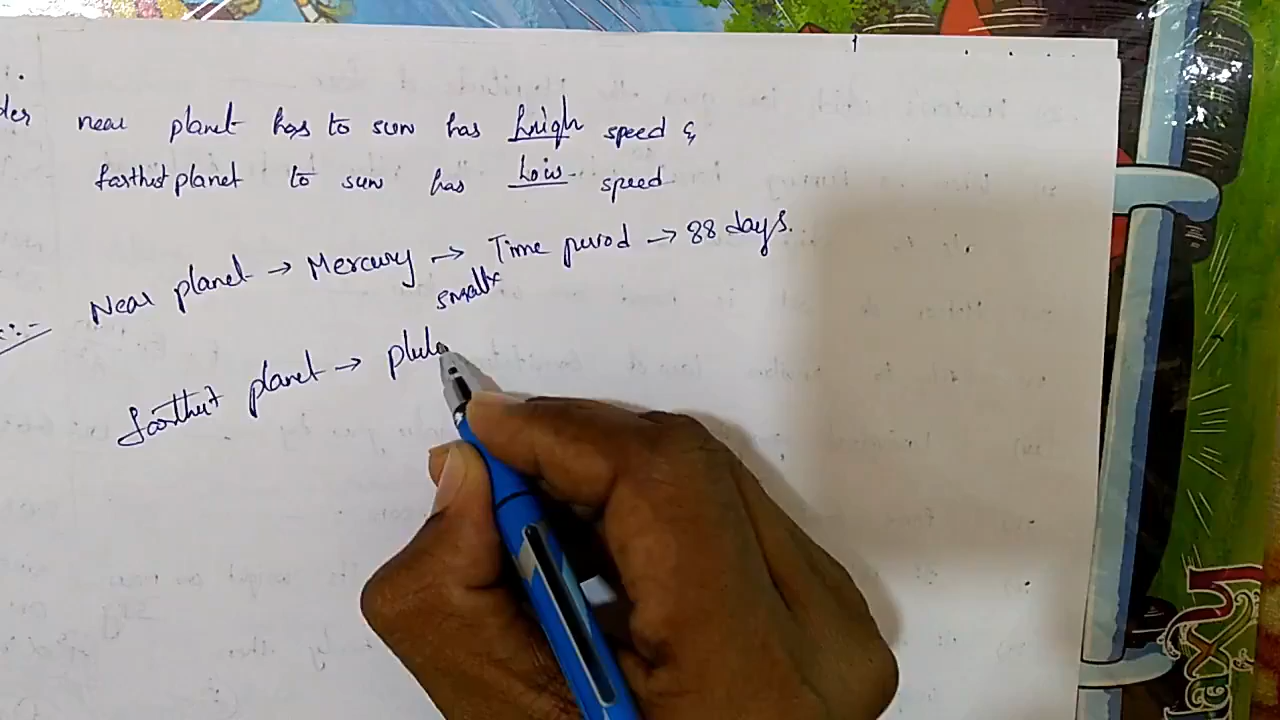 near planet has to sun has high speed &
farthest planet to sun has Low speed
Near planet → Mercury → Time period → 88 days.
smaller
farthest planet → pluto